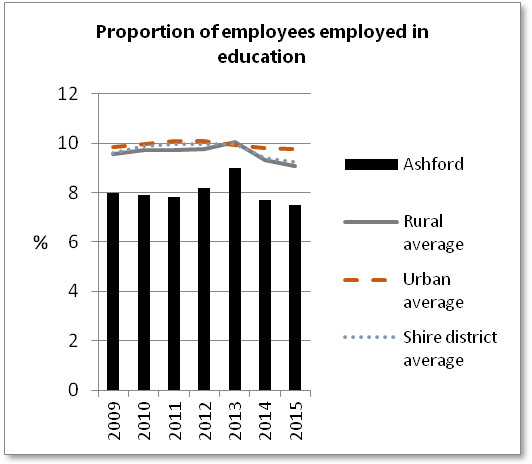 Proportion of employees employed in
education
12
10
8
6
4
2
0
%
2009
2010
2011
2012
2013
2014
2015
Ashford
Rural
average
Urban
average
Shire district
average